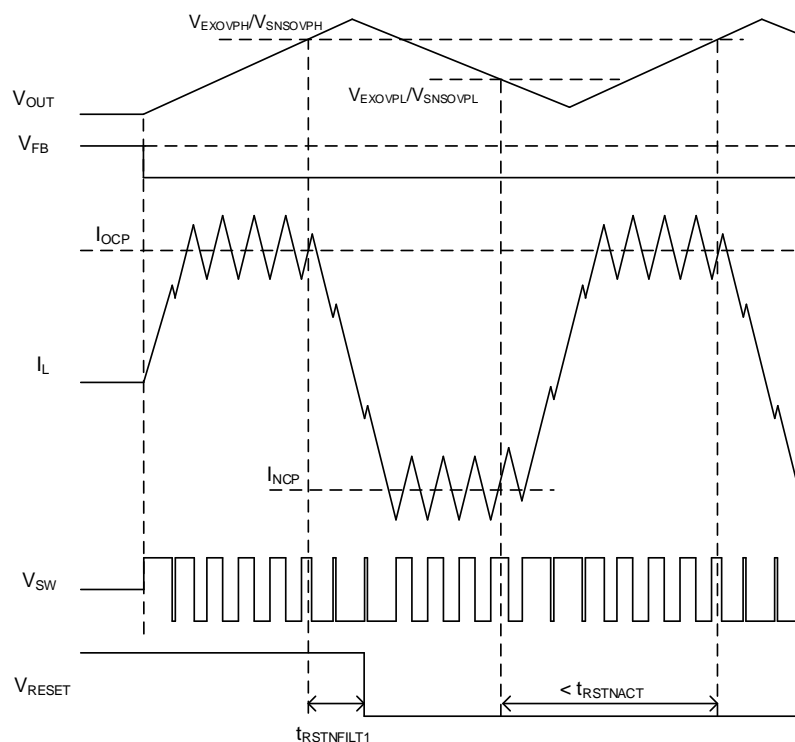 VEXOVPH/VSNSOVPH
VEXOVPL/VSNSOVPL
VOUT
VFB
IOCP
IL
INCP
VSW
VRESET
< tRSTNACT
tRSTNFILT1